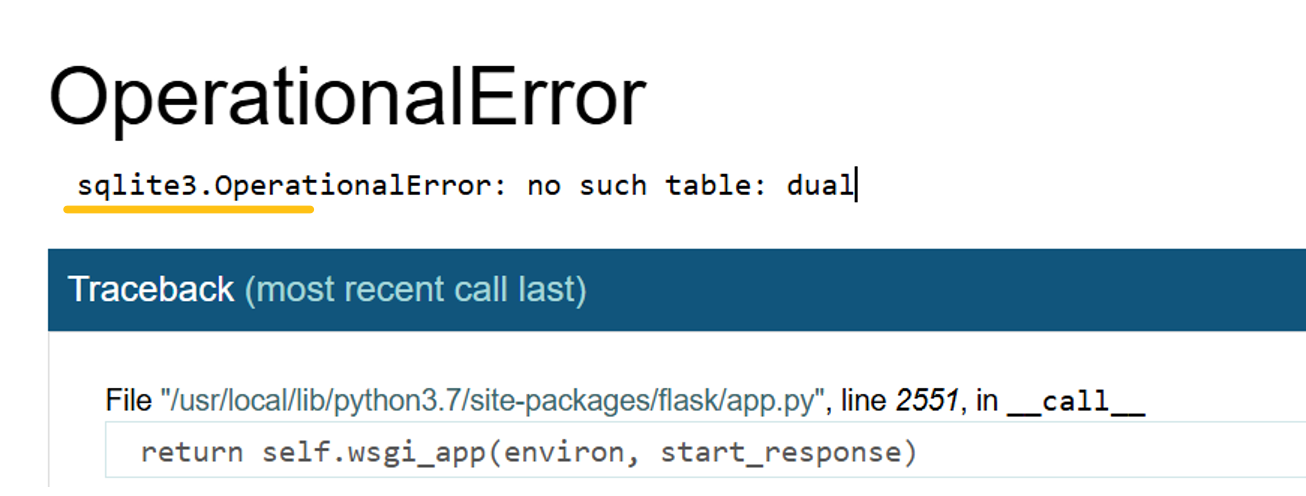 OperationalError
sqlite3.OperationalError: no such table: dual
Traceback (most recent call last)
File "/usr/local/lib/python3.7/site-packages/flask/app.py", line 2551, in __call__
return self.wsgi_app(environ, start_response)